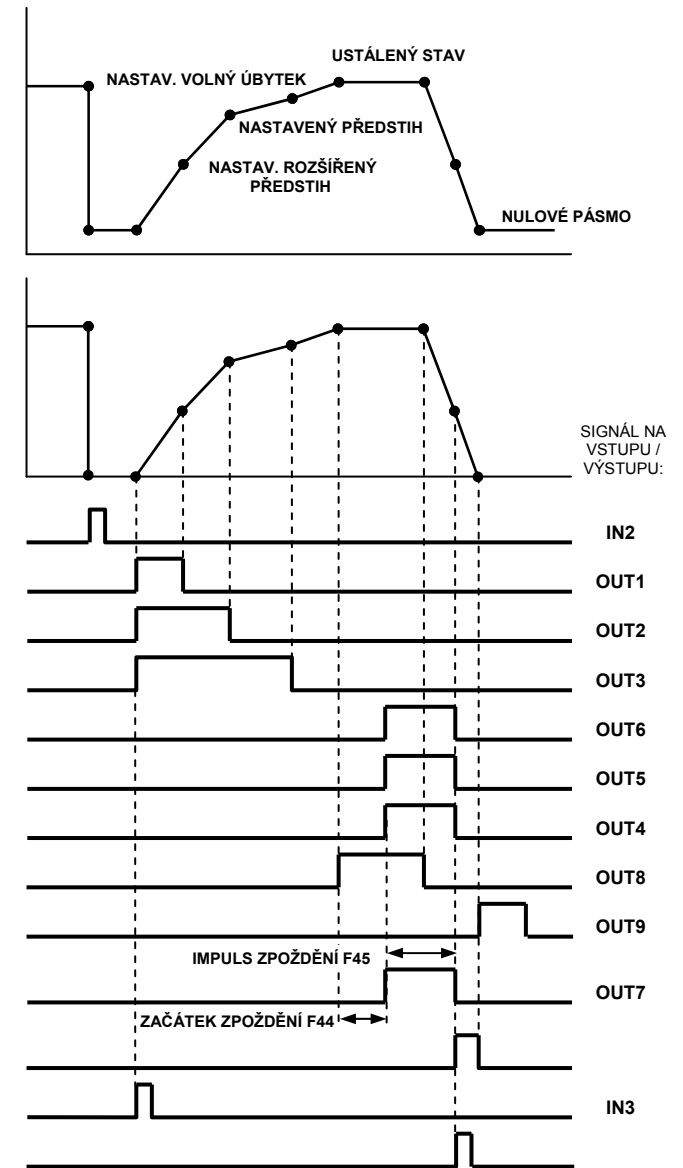 USTÁLENÝ STAV
NASTAV. VOLNÝ ÚBYTEK
NASTAVENÝ PŘEDSTIH
NASTAV. ROZŠÍŘENÝ
PŘEDSTIH
NULOVÉ PÁSMO
SIGNÁL NA
VSTUPU /
VÝSTUPU:
IN2
OUT1
OUT2
OUT3
OUT6
OUT5
OUT4
OUT8
OUT9
IMPULS ZPOŽDĚNÍ F45
OUT7
ZAČÁTEK ZPOŽDĚNÍ F44
IN3